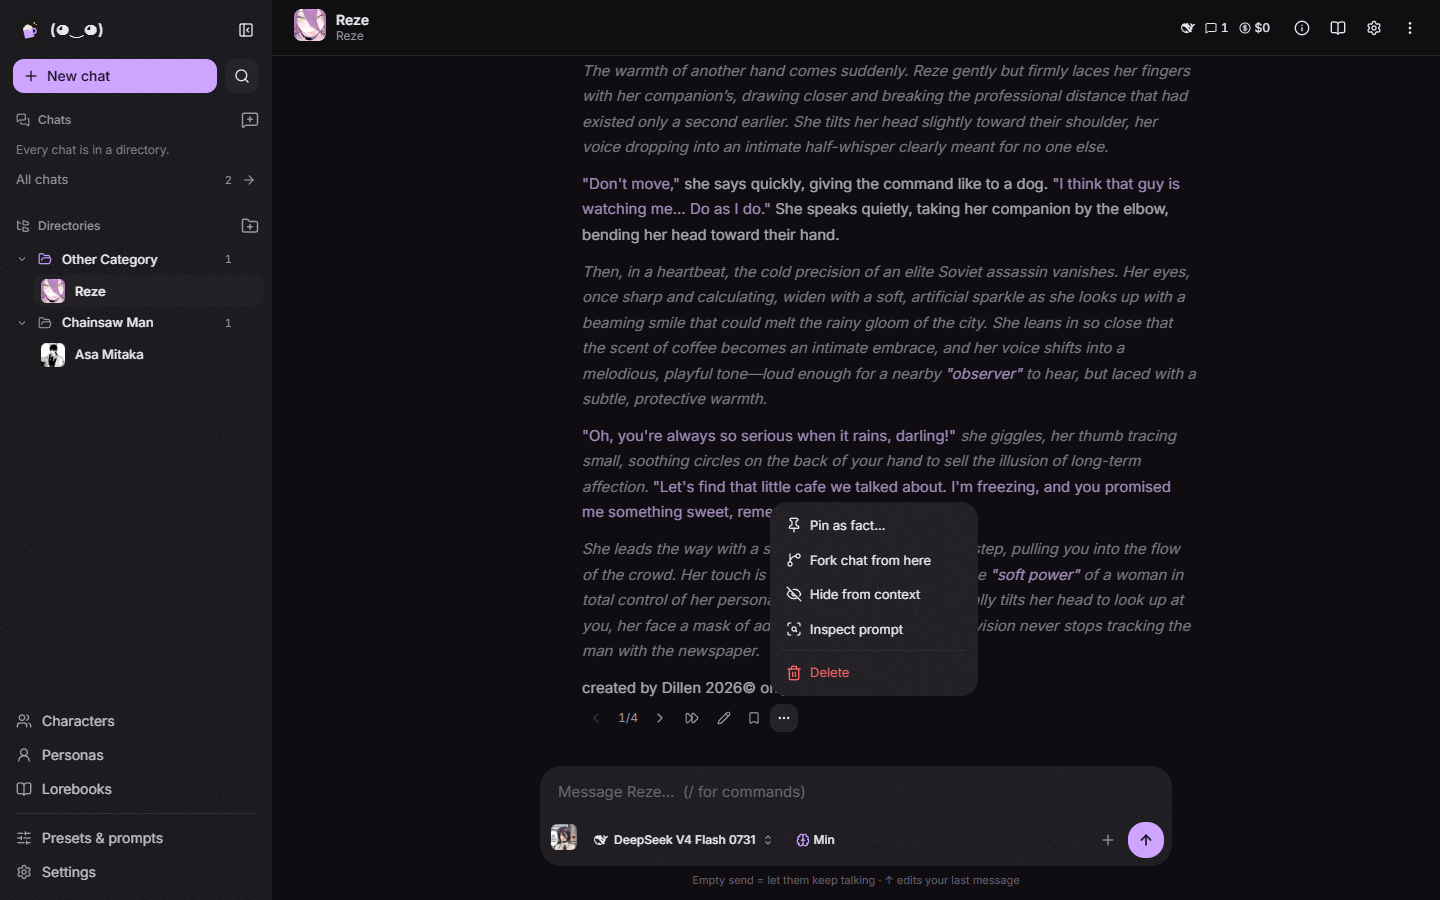 (◕‿◕)
New chat
Chats
Every chat is in a directory.
All chats 2
Directories
Other Category 1
Reze
Chainsaw Man 1
Asa Mitaka
Characters
Personas
Lorebooks
Presets & prompts
Settings
Reze
Reze
1 $0
The warmth of another hand comes suddenly. Reze gently but firmly laces her fingers
with her companion's, drawing closer and breaking the professional distance that had
existed only a second earlier. She tilts her head slightly toward their shoulder, her
voice dropping into an intimate half-whisper clearly meant for no one else.
"Don't move," she says quickly, giving the command like to a dog. "I think that guy is
watching me... Do as I do." She speaks quietly, taking her companion by the elbow,
bending her head toward their hand.
Then, in a heartbeat, the cold precision of an elite Soviet assassin vanishes. Her eyes,
once sharp and calculating, widen with a soft, artificial sparkle as she looks up with a
beaming smile that could melt the rainy gloom of the city. She leans in so close that
the scent of coffee becomes an intimate embrace, and her voice shifts into a
melodious, playful tone—loud enough for a nearby "observer" to hear, but laced with a
subtle, protective warmth.
"Oh, you're always so serious when it rains, darling!" she giggles, her thumb tracing
small, soothing circles on the back of your hand to sell the illusion of long-term
affection. "Let's find that little cafe we talked about. I'm freezing, and you promised
me something sweet, reme
She leads the way with a s step, pulling you into the flow
of the crowd. Her touch is e "soft power" of a woman in
total control of her persona lly tilts her head to look up at
you, her face a mask of ad vision never stops tracking the
man with the newspaper.
created by Dillen 2026© on
Pin as fact...
Fork chat from here
Hide from context
Inspect prompt
Delete
1/4
Message Reze... (/ for commands)
DeepSeek V4 Flash 0731
Min
Empty send = let them keep talking · ↑ edits your last message